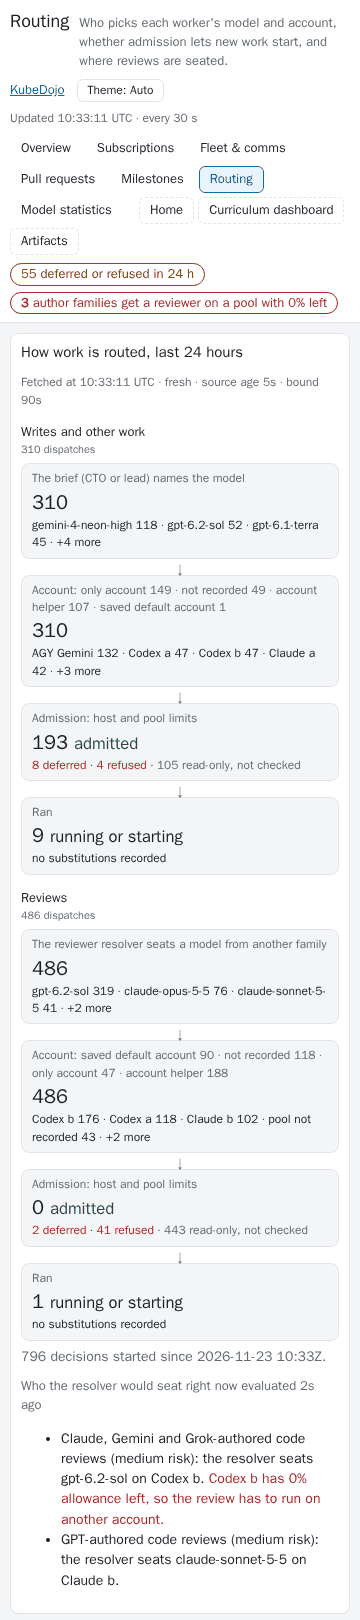 Routing
Who picks each worker's model and account,
whether admission lets new work start, and
where reviews are seated.
KubeDojo
Theme: Auto
Updated 10:33:11 UTC · every 30 s
Overview
Subscriptions
Fleet & comms
Pull requests
Milestones
Routing
Model statistics
Home
Curriculum dashboard
Artifacts
55 deferred or refused in 24 h
3 author families get a reviewer on a pool with 0% left
How work is routed, last 24 hours
Fetched at 10:33:11 UTC · fresh · source age 5s · bound
90s
Writes and other work
310 dispatches
The brief (CTO or lead) names the model
310
gemini-4-neon-high 118 · gpt-6.2-sol 52 · gpt-6.1-terra
45 · +4 more
↓
Account: only account 149 · not recorded 49 · account
helper 107 · saved default account 1
310
AGY Gemini 132 · Codex a 47 · Codex b 47 · Claude a
42 · +3 more
↓
Admission: host and pool limits
193 admitted
8 deferred · 4 refused · 105 read-only, not checked
↓
Ran
9 running or starting
no substitutions recorded
Reviews
486 dispatches
The reviewer resolver seats a model from another family
486
gpt-6.2-sol 319 · claude-opus-5-5 76 · claude-sonnet-5-
5 41 · +2 more
↓
Account: saved default account 90 · not recorded 118 ·
only account 47 · account helper 188
486
Codex b 176 · Codex a 118 · Claude b 102 · pool not
recorded 43 · +2 more
↓
Admission: host and pool limits
0 admitted
2 deferred · 41 refused · 443 read-only, not checked
↓
Ran
1 running or starting
no substitutions recorded
796 decisions started since 2026-11-23 10:33Z.
Who the resolver would seat right now evaluated 2s
ago
• Claude, Gemini and Grok-authored code
reviews (medium risk): the resolver seats
gpt-6.2-sol on Codex b. Codex b has 0%
allowance left, so the review has to run on
another account.
• GPT-authored code reviews (medium risk):
the resolver seats claude-sonnet-5-5 on
Claude b.